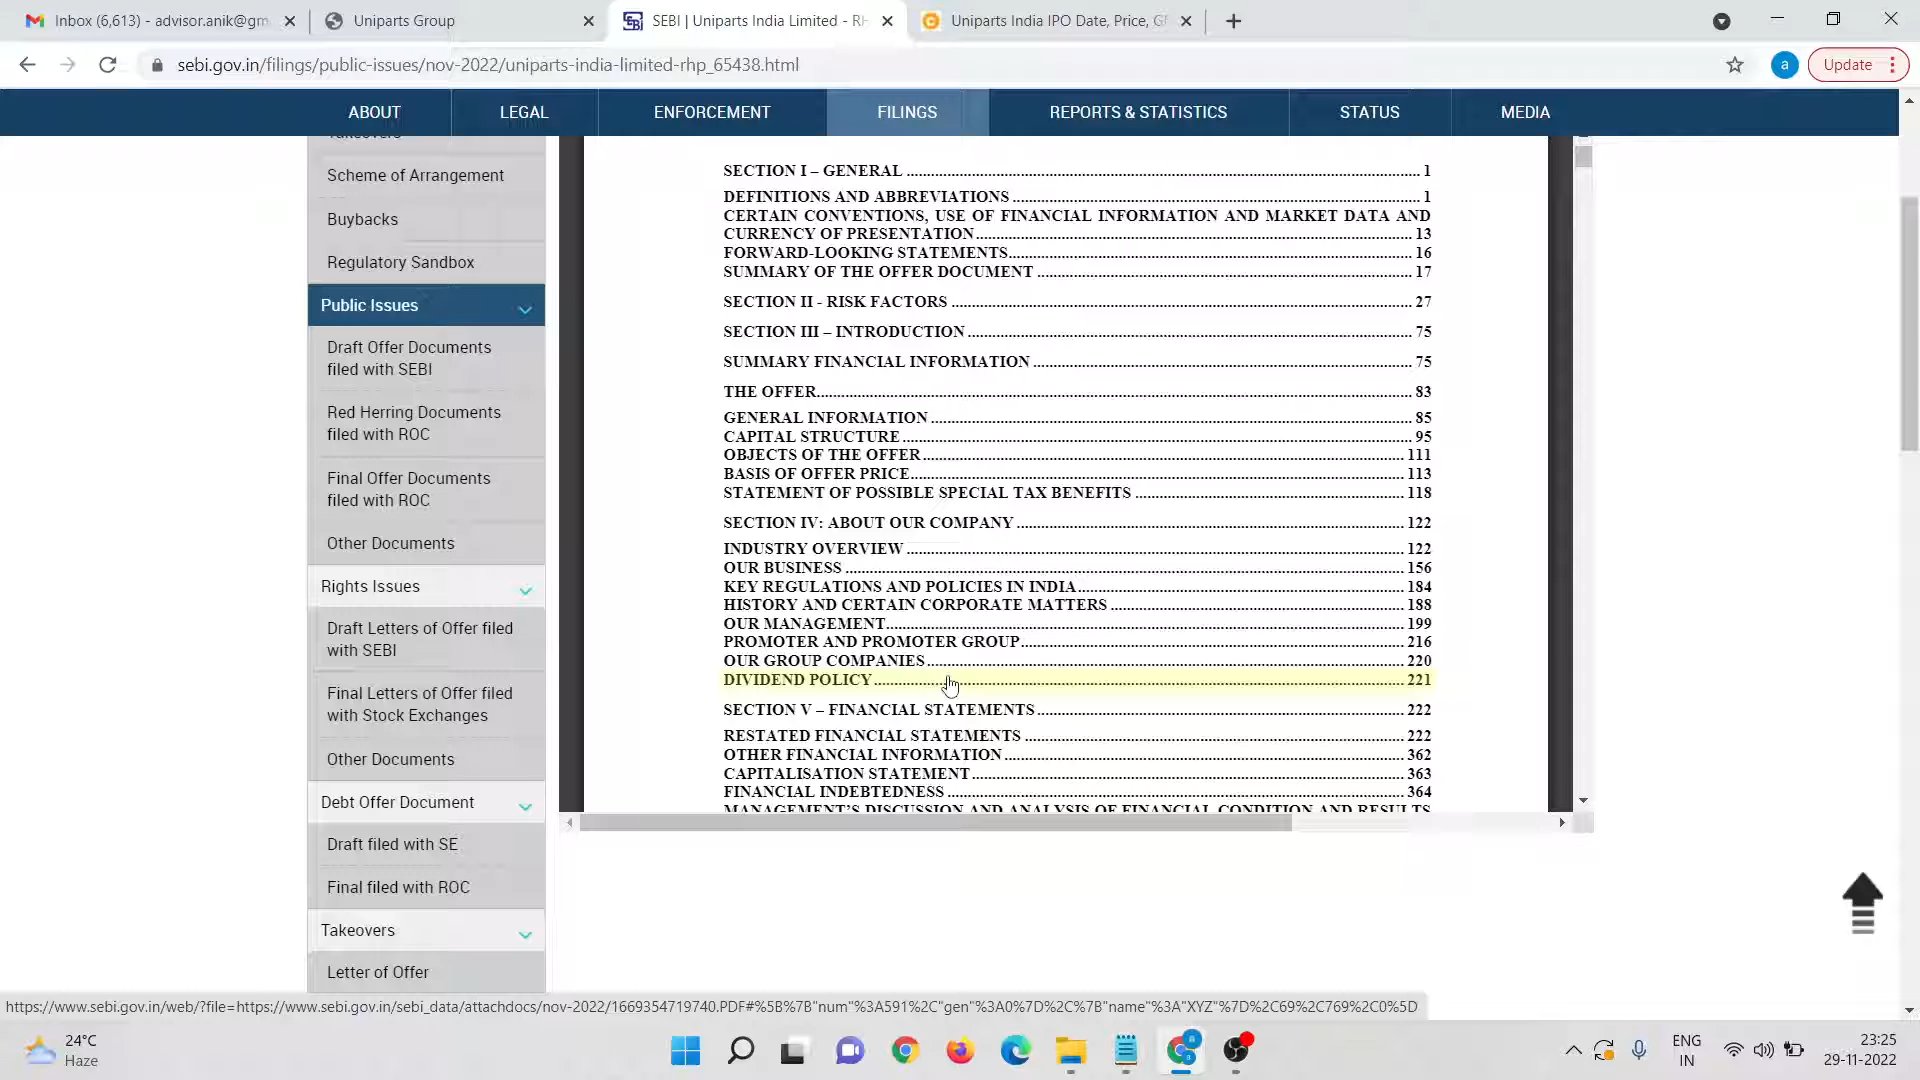 Inbox (6,613) - advisor.anik@gm
Uniparts Group
SEBI | Uniparts India Limited - RH
Uniparts India IPO Date, Price, GM
sebi.gov.in/filings/public-issues/nov-2022/uniparts-india-limited-rhp_65438.html
a
Update
ABOUT
LEGAL
ENFORCEMENT
FILINGS
REPORTS & STATISTICS
STATUS
MEDIA
Takeovers
Scheme of Arrangement
Buybacks
Regulatory Sandbox
Public Issues
Draft Offer Documents
filed with SEBI
Red Herring Documents
filed with ROC
Final Offer Documents
filed with ROC
Other Documents
Rights Issues
Draft Letters of Offer filed
with SEBI
Final Letters of Offer filed
with Stock Exchanges
Other Documents
Debt Offer Document
Draft filed with SE
Final filed with ROC
Takeovers
Letter of Offer
SECTION I – GENERAL ... 1
DEFINITIONS AND ABBREVIATIONS ... 1
CERTAIN CONVENTIONS, USE OF FINANCIAL INFORMATION AND MARKET DATA AND
CURRENCY OF PRESENTATION ... 13
FORWARD-LOOKING STATEMENTS ... 16
SUMMARY OF THE OFFER DOCUMENT ... 17
SECTION II - RISK FACTORS ... 27
SECTION III – INTRODUCTION ... 75
SUMMARY FINANCIAL INFORMATION ... 75
THE OFFER ... 83
GENERAL INFORMATION ... 85
CAPITAL STRUCTURE ... 95
OBJECTS OF THE OFFER ... 111
BASIS OF OFFER PRICE ... 113
STATEMENT OF POSSIBLE SPECIAL TAX BENEFITS ... 118
SECTION IV: ABOUT OUR COMPANY ... 122
INDUSTRY OVERVIEW ... 122
OUR BUSINESS ... 156
KEY REGULATIONS AND POLICIES IN INDIA ... 184
HISTORY AND CERTAIN CORPORATE MATTERS ... 188
OUR MANAGEMENT ... 199
PROMOTER AND PROMOTER GROUP ... 216
OUR GROUP COMPANIES ... 220
DIVIDEND POLICY ... 221
SECTION V – FINANCIAL STATEMENTS ... 222
RESTATED FINANCIAL STATEMENTS ... 222
OTHER FINANCIAL INFORMATION ... 362
CAPITALISATION STATEMENT ... 363
FINANCIAL INDEBTEDNESS ... 364
MANAGEMENT'S DISCUSSION AND ANALYSIS OF FINANCIAL CONDITION AND RESULTS
https://www.sebi.gov.in/web/?file=https://www.sebi.gov.in/sebi_data/attachdocs/nov-2022/1669354719740.PDF#%5B%7B"num"%3A591%2C"gen"%3A0%7D%2C%7B"name"%3A"XYZ"%7D%2C69%2C769%2C0%5D
24°C
Haze
ENG
IN
23:25
29-11-2022